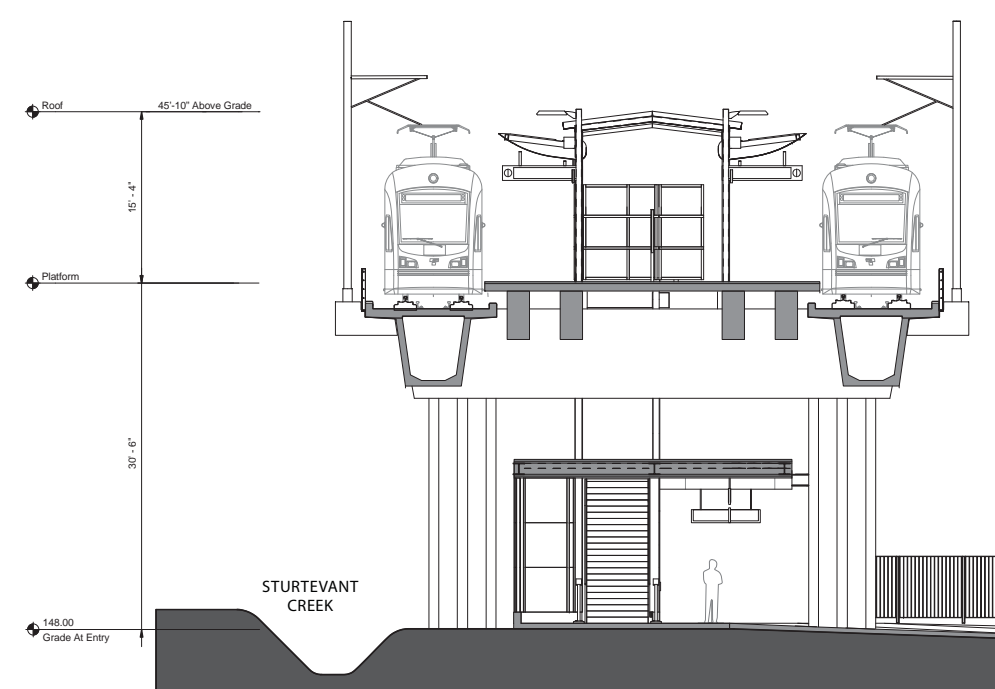 Roof 45'-10" Above Grade
15' - 4"
Platform
30' - 6"
STURTEVANT
CREEK
148.00
Grade At Entry